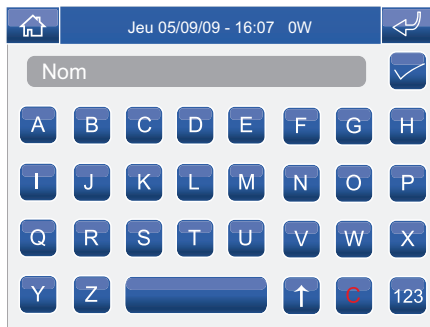 Jeu 05/09/09 - 16:07 0W
Nom
A B C D E F G H
I J K L M N O P
Q R S T U V W X
Y Z ↑ C 123